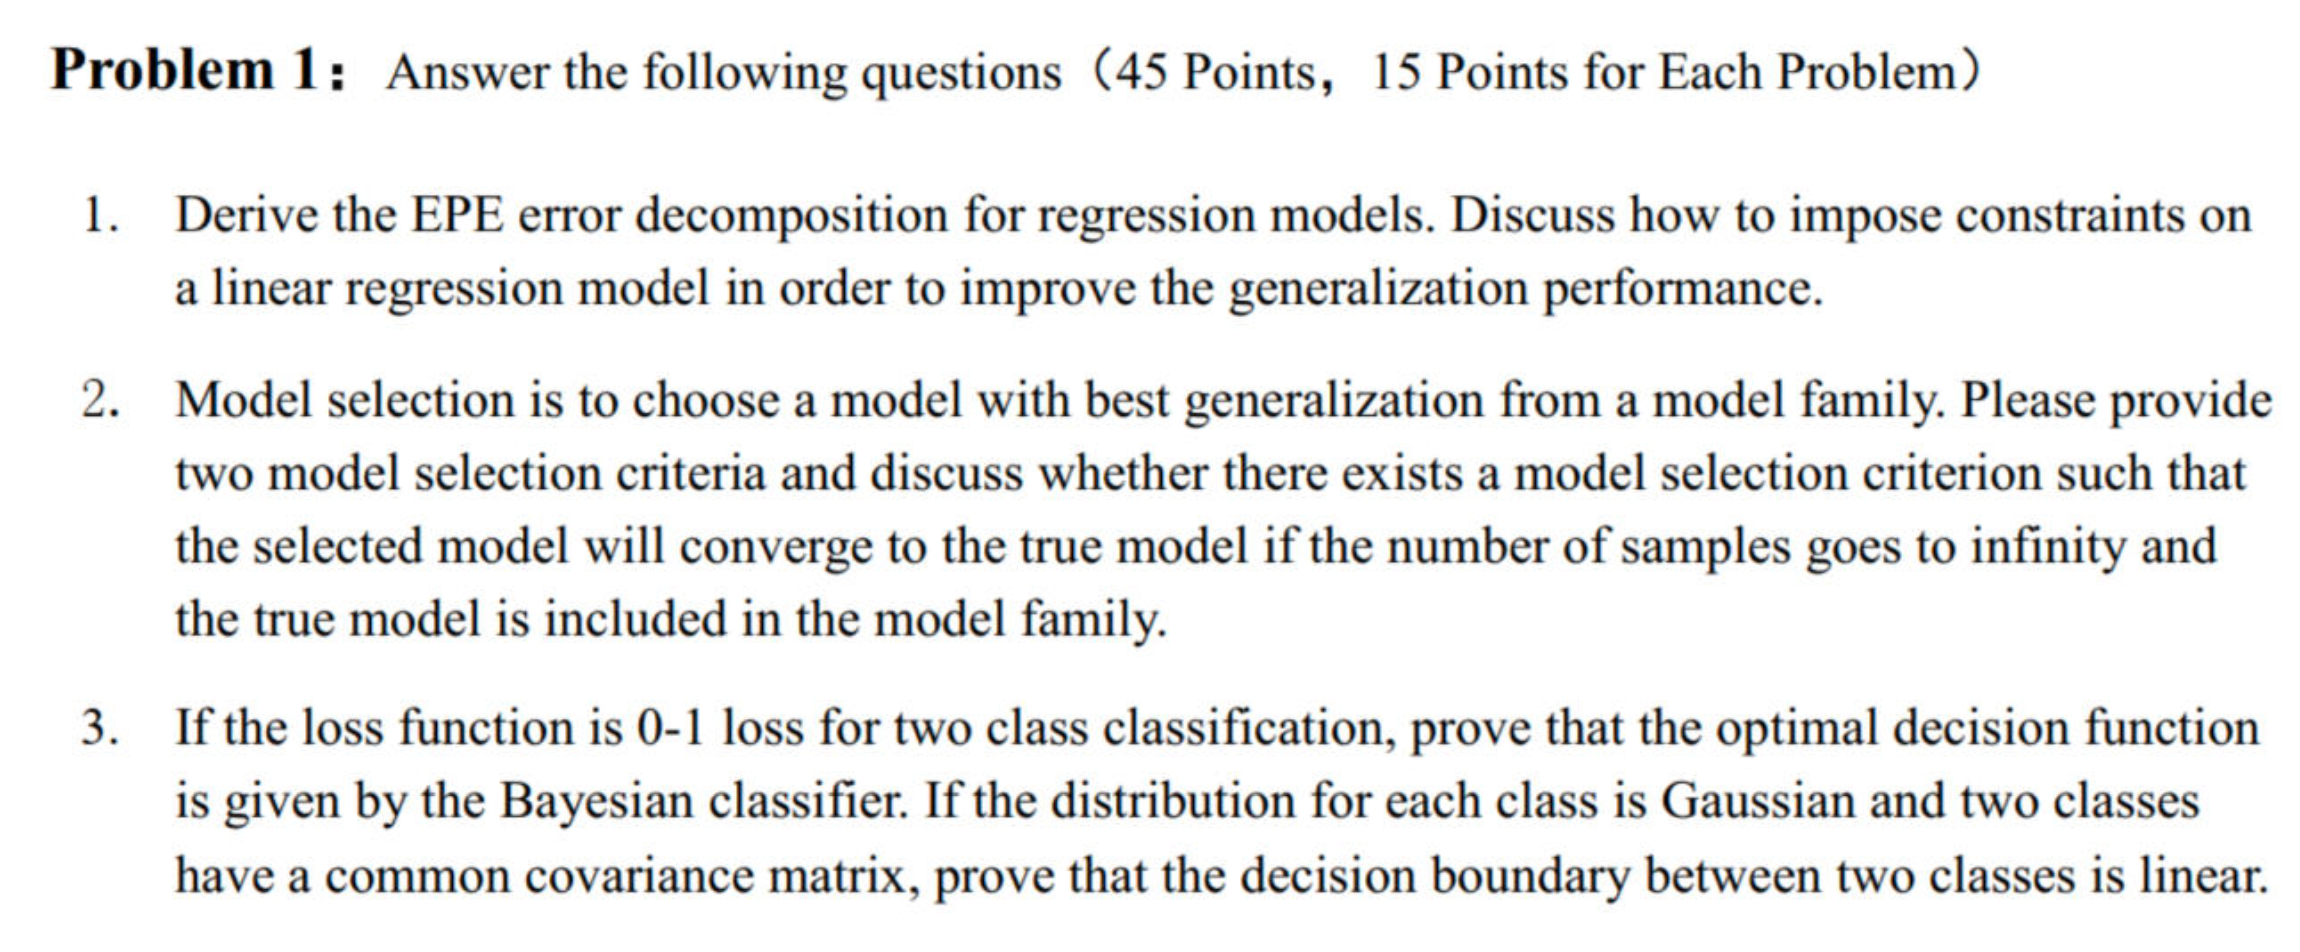 Problem 1： Answer the following questions（45 Points，15 Points for Each Problem）
1. Derive the EPE error decomposition for regression models. Discuss how to impose constraints on
a linear regression model in order to improve the generalization performance.
2. Model selection is to choose a model with best generalization from a model family. Please provide
two model selection criteria and discuss whether there exists a model selection criterion such that
the selected model will converge to the true model if the number of samples goes to infinity and
the true model is included in the model family.
3. If the loss function is 0-1 loss for two class classification, prove that the optimal decision function
is given by the Bayesian classifier. If the distribution for each class is Gaussian and two classes
have a common covariance matrix, prove that the decision boundary between two classes is linear.